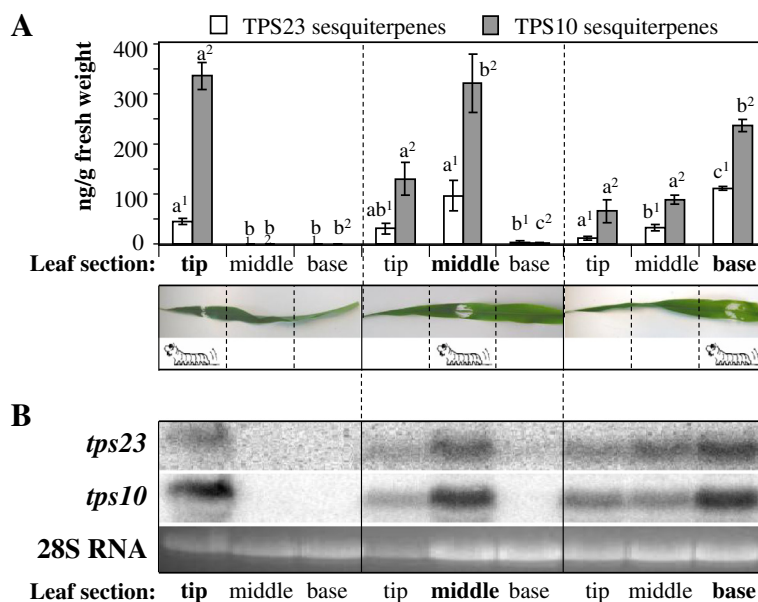 A
TPS23 sesquiterpenes TPS10 sesquiterpenes
ng/g fresh weight
400
300
200
100
0
a¹ a² b b² b b² ab¹ a² a¹ b² b¹ c² a¹ a² b¹ a² c¹ b²
Leaf section: tip middle base tip middle base tip middle base
B
tps23
tps10
28S RNA
Leaf section: tip middle base tip middle base tip middle base